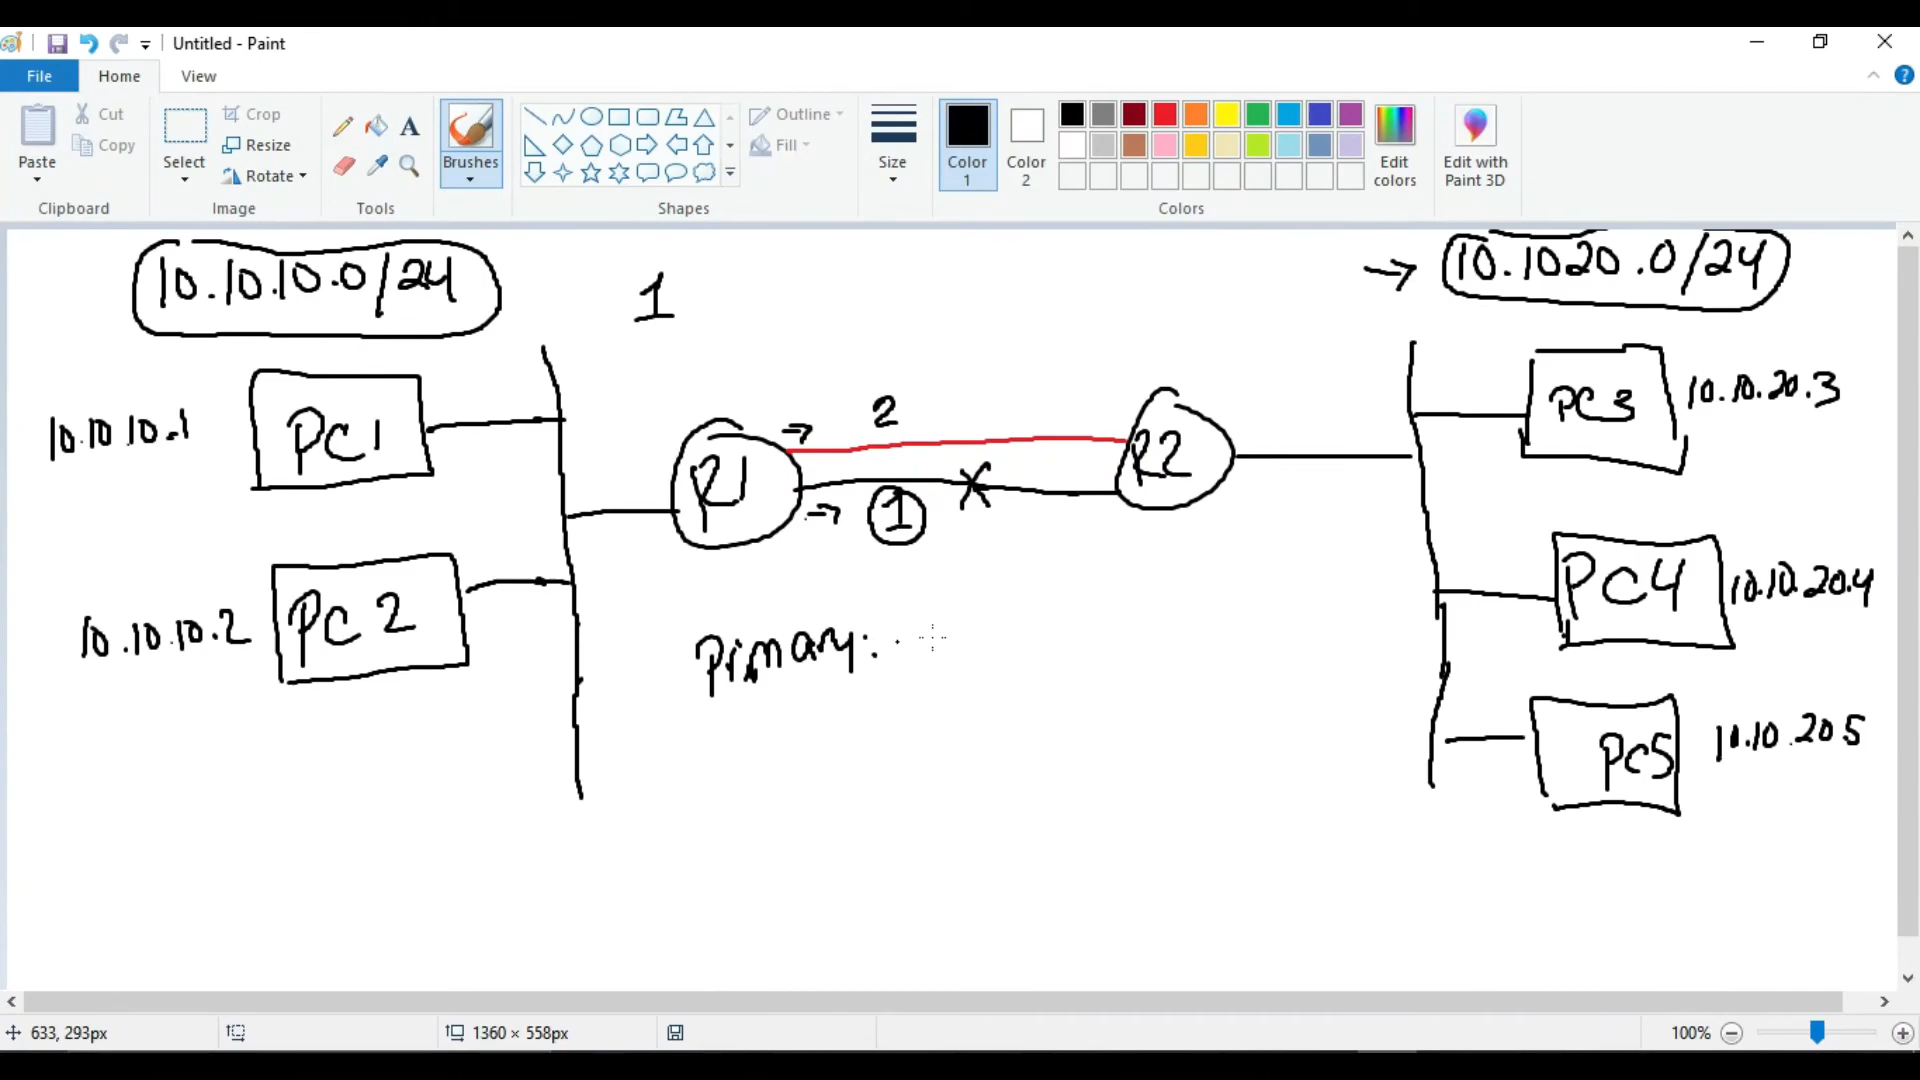 Untitled - Paint
File
Home
View
Paste
Cut
Copy
Clipboard
Select
Crop
Resize
Rotate
Image
A
Tools
Brushes
Outline
Fill
Shapes
Size
Color
1
Color
2
Edit
colors
Colors
Edit with
Paint 3D
?
10.10.10.0/24
1
→ 10.1020.0/24
10.10 10.1
PC1
PC3
10.10.20.3
→ 2
R1
R2
→ 1
X
10.10.10.2
PC 2
PC4
10.10.20.4
Primary:
PC5
10.10.20 5
633, 293px
1360 × 558px
100%